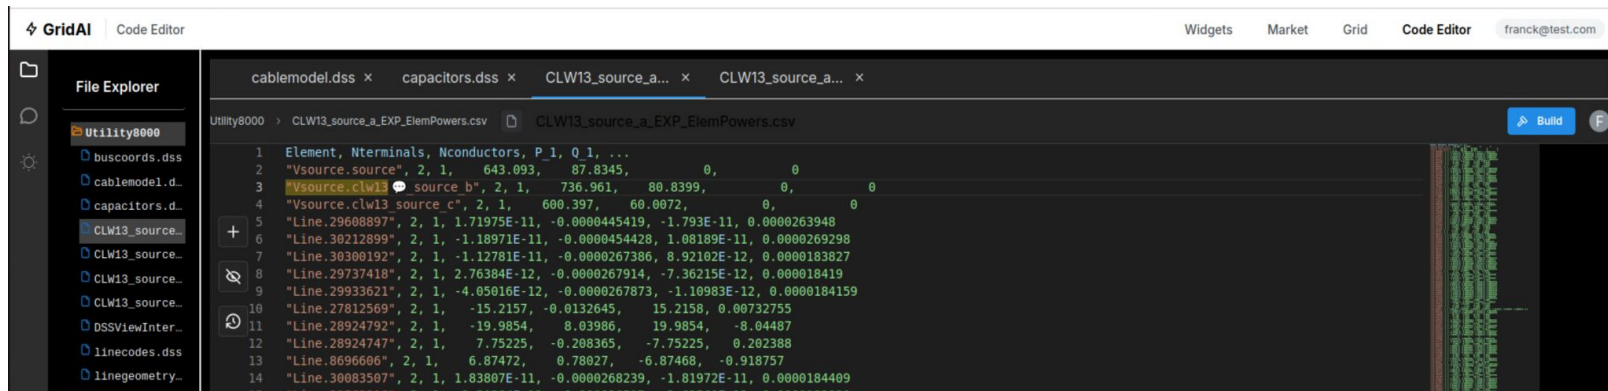 GridAI Code Editor Widgets Market Grid Code Editor franck@test.com
File Explorer
Utility8000
buscoords.dss
cablemodel.d...
capacitors.d...
CLW13_source...
CLW13_source...
CLW13_source...
CLW13_source...
DSSViewInter...
linecodes.dss
linegeometry...
cablemodel.dss × capacitors.dss × CLW13_source_a... × CLW13_source_a... ×
Utility8000 > CLW13_source_a_EXP_ElemPowers.csv CLW13_source_a_EXP_ElemPowers.csv Build F
1 Element, Nterminals, Nconductors, P_1, Q_1, ...
2 "Vsource.source", 2, 1, 643.093, 87.8345, 0, 0
3 "Vsource.clw13 _source_b", 2, 1, 736.961, 80.8399, 0, 0
4 "Vsource.clw13_source_c", 2, 1, 600.397, 60.0072, 0, 0
5 "Line.29608897", 2, 1, 1.71975E-11, -0.0000445419, -1.793E-11, 0.0000263948
6 "Line.30212899", 2, 1, -1.18971E-11, -0.0000454428, 1.08189E-11, 0.0000269298
7 "Line.30300192", 2, 1, -1.12781E-11, -0.0000267386, 8.92102E-12, 0.0000183827
8 "Line.29737418", 2, 1, 2.76384E-12, -0.0000267914, -7.36215E-12, 0.000018419
9 "Line.29933621", 2, 1, -4.05016E-12, -0.0000267873, -1.10983E-12, 0.0000184159
10 "Line.27812569", 2, 1, -15.2157, -0.0132645, 15.2158, 0.00732755
11 "Line.28924792", 2, 1, -19.9854, 8.03986, 19.9854, -8.04487
12 "Line.28924747", 2, 1, 7.75225, -0.208365, -7.75225, 0.202388
13 "Line.8696606", 2, 1, 6.87472, 0.78027, -6.87468, -0.918757
14 "Line.30083507", 2, 1, 1.83807E-11, -0.0000268239, -1.81972E-11, 0.0000184409